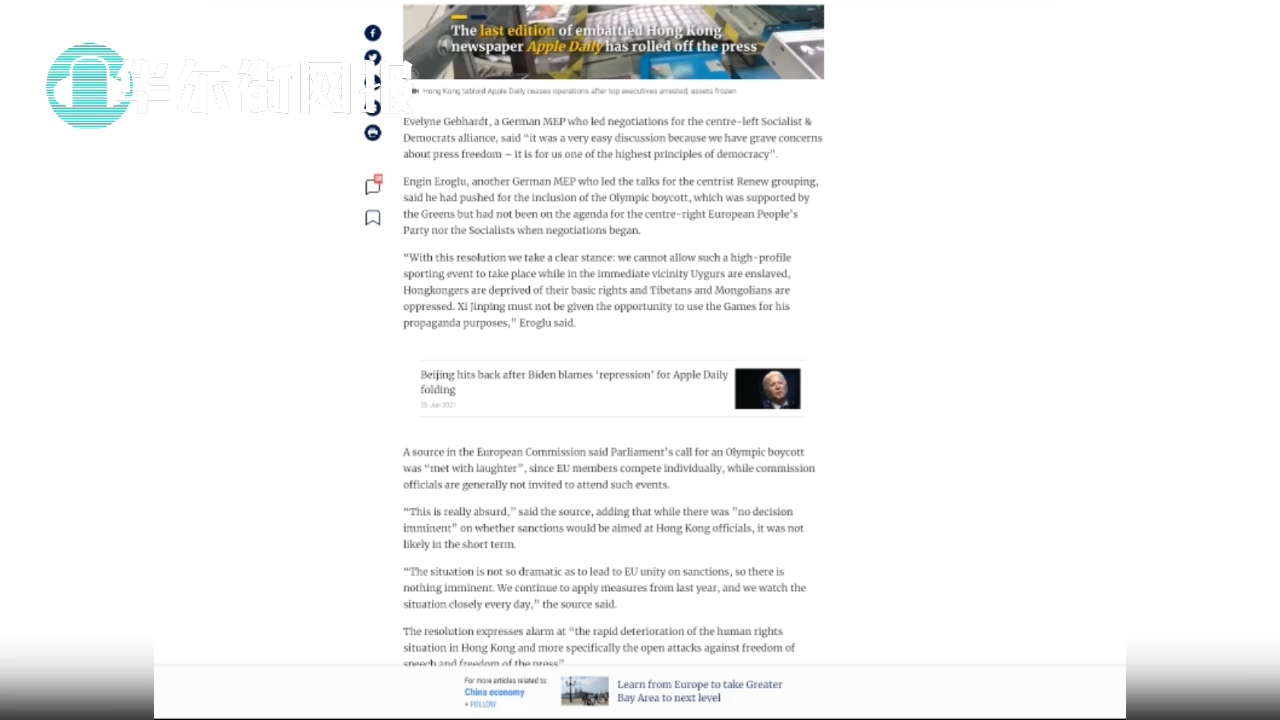 The last edition of embattled Hong Kong
newspaper Apple Daily has rolled off the press
华尔街网报
Hong Kong tabloid Apple Daily ceases operations after top executives arrested, assets frozen
Evelyne Gebhardt, a German MEP who led negotiations for the centre-left Socialist &
Democrats alliance, said “it was a very easy discussion because we have grave concerns
about press freedom – it is for us one of the highest principles of democracy”.
Engin Eroglu, another German MEP who led the talks for the centrist Renew grouping,
said he had pushed for the inclusion of the Olympic boycott, which was supported by
the Greens but had not been on the agenda for the centre-right European People’s
Party nor the Socialists when negotiations began.
“With this resolution we take a clear stance: we cannot allow such a high-profile
sporting event to take place while in the immediate vicinity Uygurs are enslaved,
Hongkongers are deprived of their basic rights and Tibetans and Mongolians are
oppressed. Xi Jinping must not be given the opportunity to use the Games for his
propaganda purposes,” Eroglu said.
Beijing hits back after Biden blames ‘repression’ for Apple Daily
folding
25 Jun 2021
A source in the European Commission said Parliament’s call for an Olympic boycott
was “met with laughter”, since EU members compete individually, while commission
officials are generally not invited to attend such events.
“This is really absurd,” said the source, adding that while there was ”no decision
imminent” on whether sanctions would be aimed at Hong Kong officials, it was not
likely in the short term.
“The situation is not so dramatic as to lead to EU unity on sanctions, so there is
nothing imminent. We continue to apply measures from last year, and we watch the
situation closely every day,” the source said.
The resolution expresses alarm at “the rapid deterioration of the human rights
situation in Hong Kong and more specifically the open attacks against freedom of
speech and freedom of the press”
For more articles related to:
China economy
+ FOLLOW
Learn from Europe to take Greater
Bay Area to next level